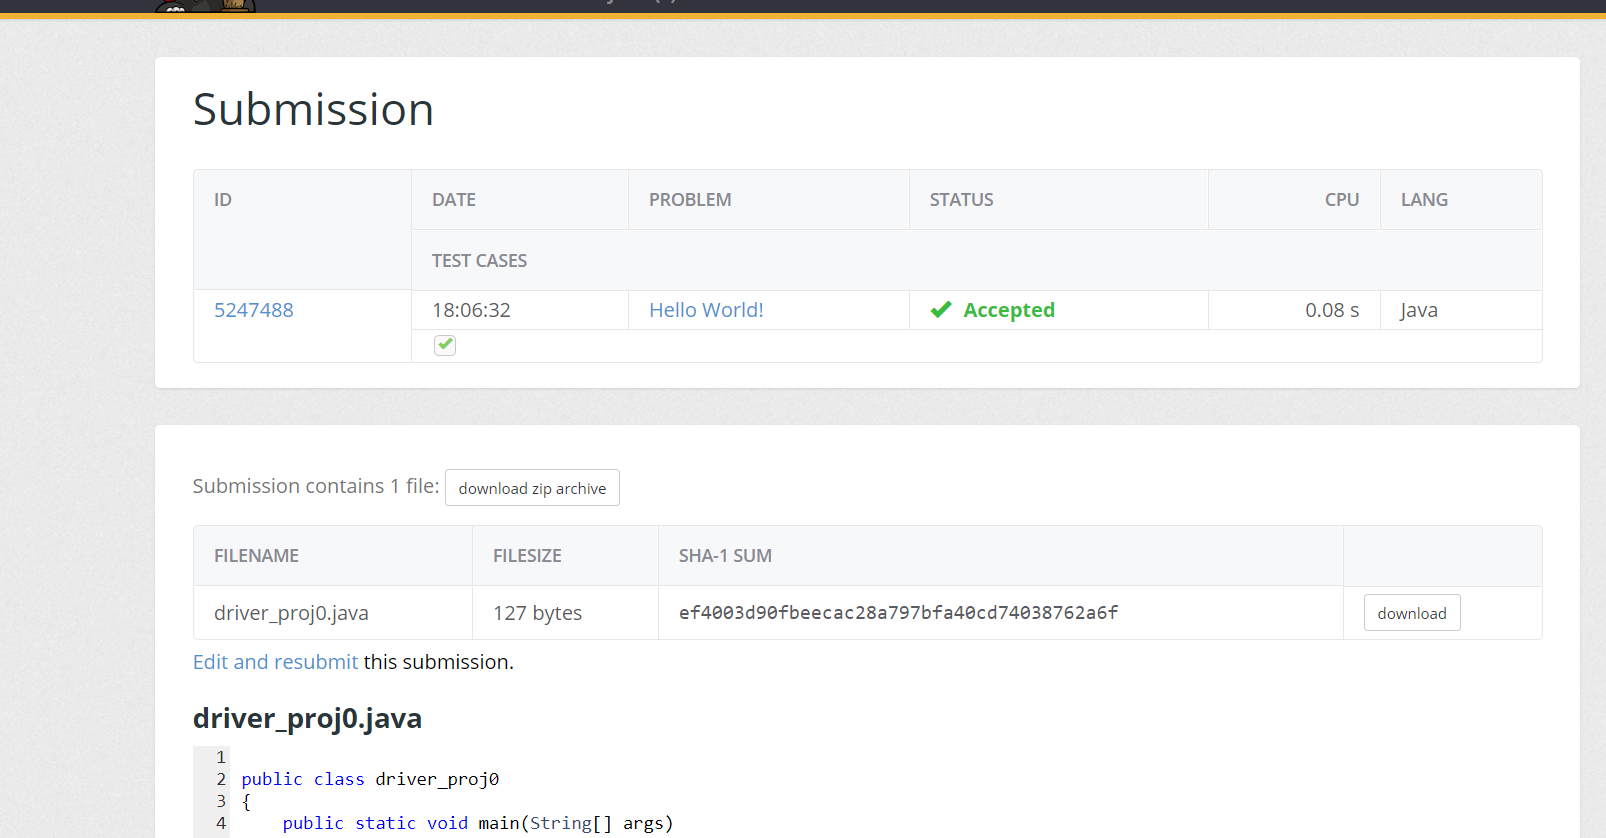 Submission
ID DATE PROBLEM STATUS CPU LANG
TEST CASES
5247488 18:06:32 Hello World! Accepted 0.08 s Java
Submission contains 1 file: download zip archive
FILENAME FILESIZE SHA-1 SUM
driver_proj0.java 127 bytes ef4003d90fbeecac28a797bfa40cd74038762a6f download
Edit and resubmit this submission.
driver_proj0.java
1
2 public class driver_proj0
3 {
4 public static void main(String[] args)